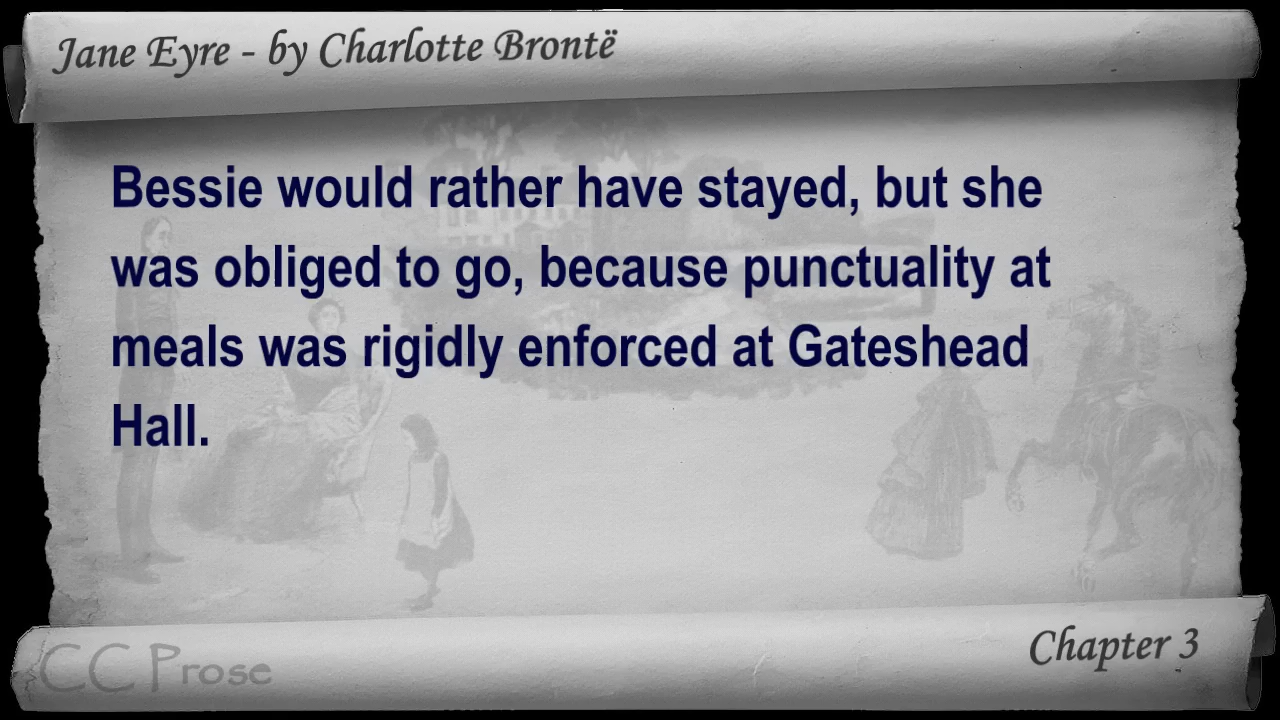 Jane Eyre - by Charlotte Brontë
Bessie would rather have stayed, but she
was obliged to go, because punctuality at
meals was rigidly enforced at Gateshead
Hall.
CC Prose
Chapter 3